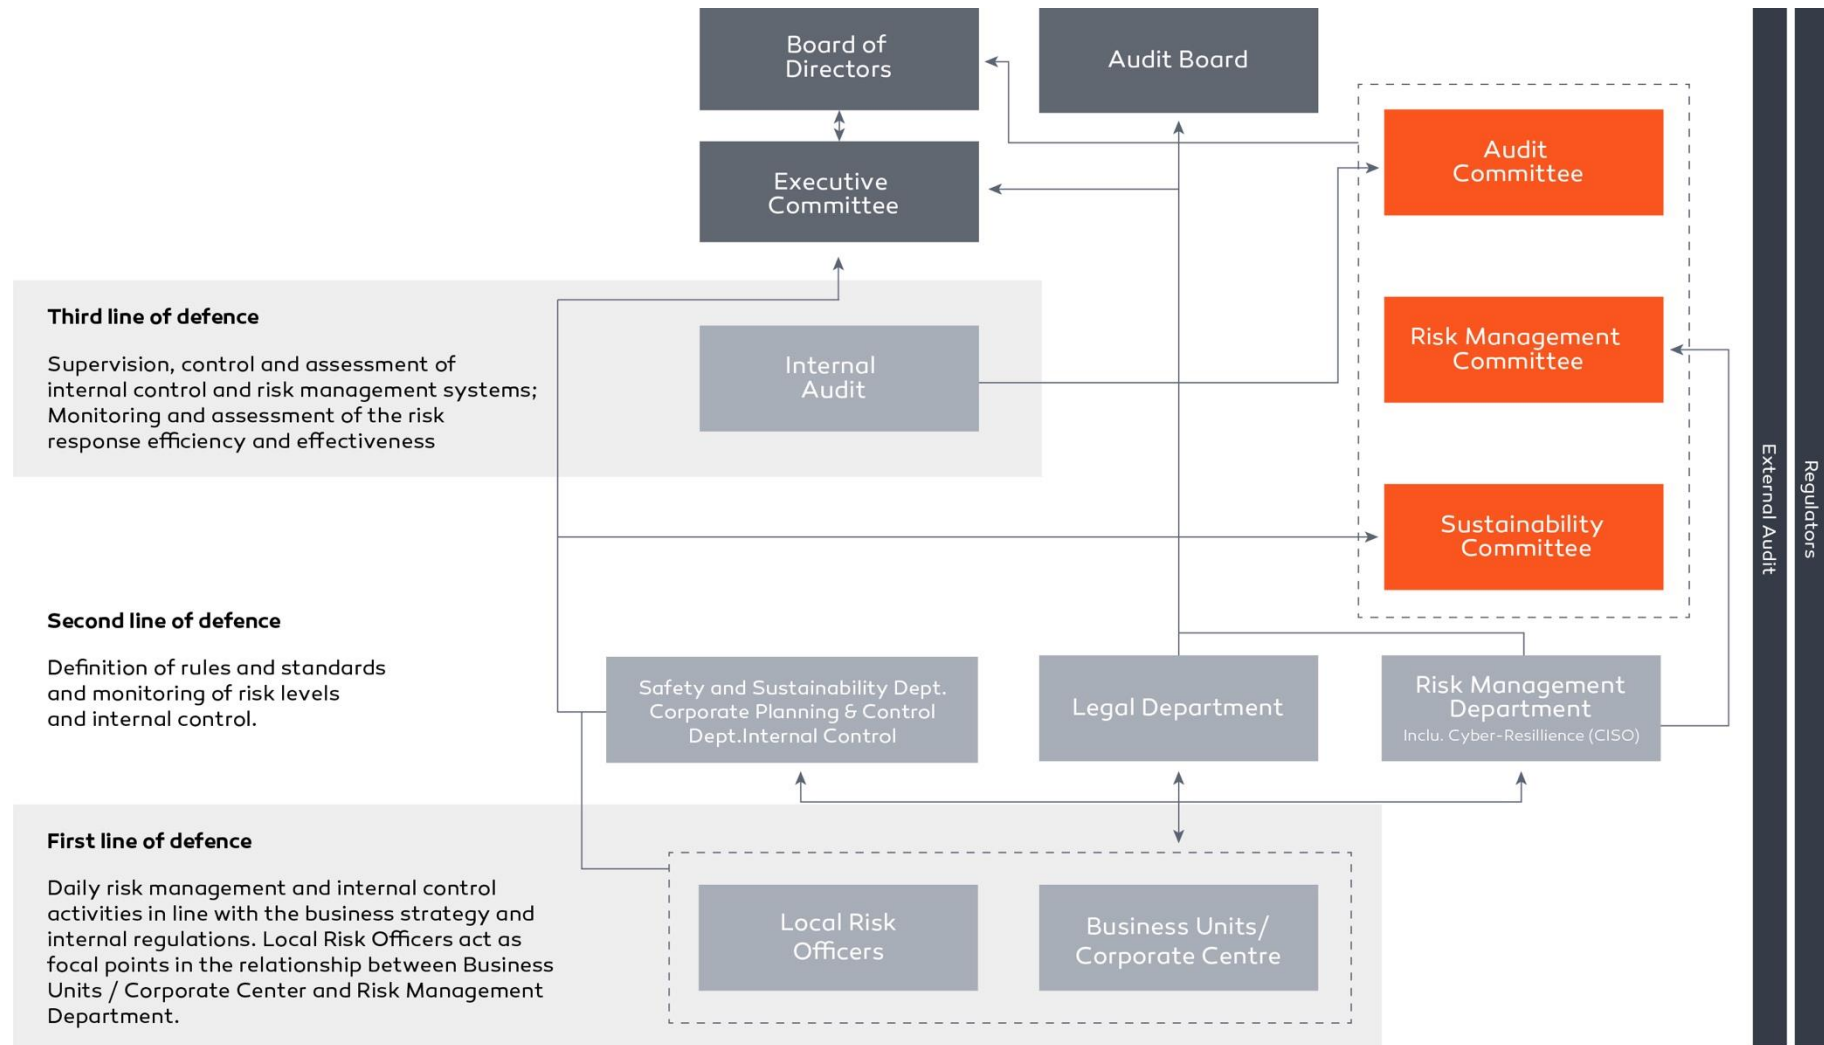 Board of
Directors
Audit Board
Executive
Committee
Audit
Committee
Third line of defence
Supervision, control and assessment of
internal control and risk management systems;
Monitoring and assessment of the risk
response efficiency and effectiveness
Internal
Audit
Risk Management
Committee
Sustainability
Committee
External Audit
Regulators
Second line of defence
Definition of rules and standards
and monitoring of risk levels
and internal control.
Safety and Sustainability Dept.
Corporate Planning & Control
Dept.Internal Control
Legal Department
Risk Management
Department
Inclu. Cyber-Resillience (CISO)
First line of defence
Daily risk management and internal control
activities in line with the business strategy and
internal regulations. Local Risk Officers act as
focal points in the relationship between Business
Units / Corporate Center and Risk Management
Department.
Local Risk
Officers
Business Units/
Corporate Centre